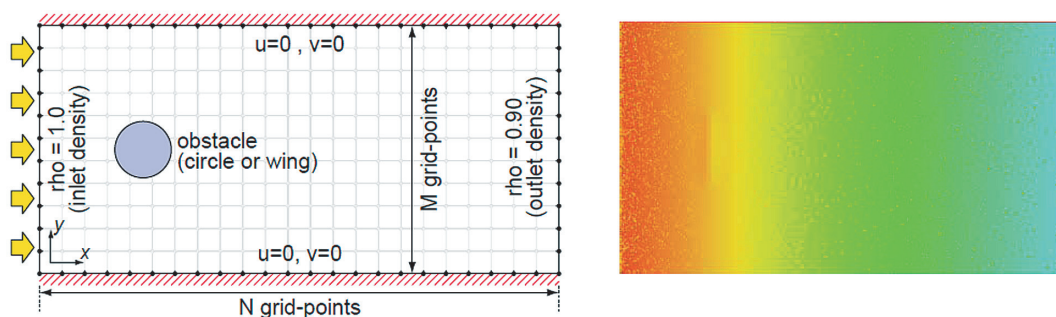 u=0 , v=0
rho = 1.0
(inlet density)
obstacle
(circle or wing)
M grid-points
rho = 0.90
(outlet density)
y
x
u=0, v=0
N grid-points